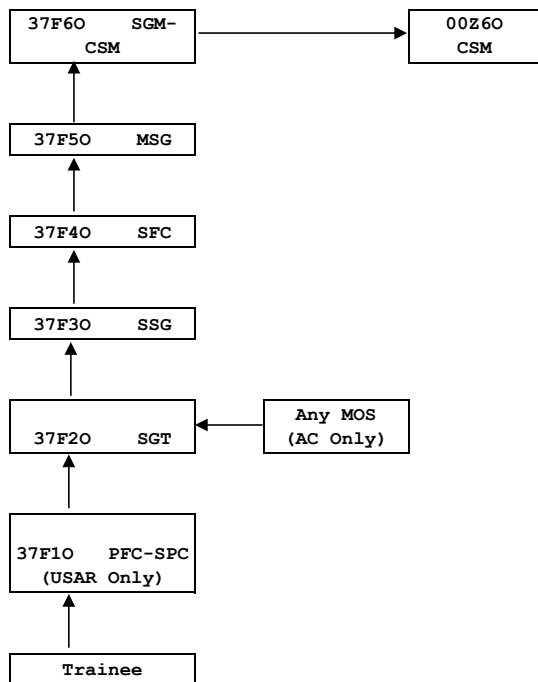 37F6O SGM-
CSM
00Z6O
CSM
37F5O MSG
37F4O SFC
37F3O SSG
37F2O SGT
Any MOS
(AC Only)
37F1O PFC-SPC
(USAR Only)
Trainee